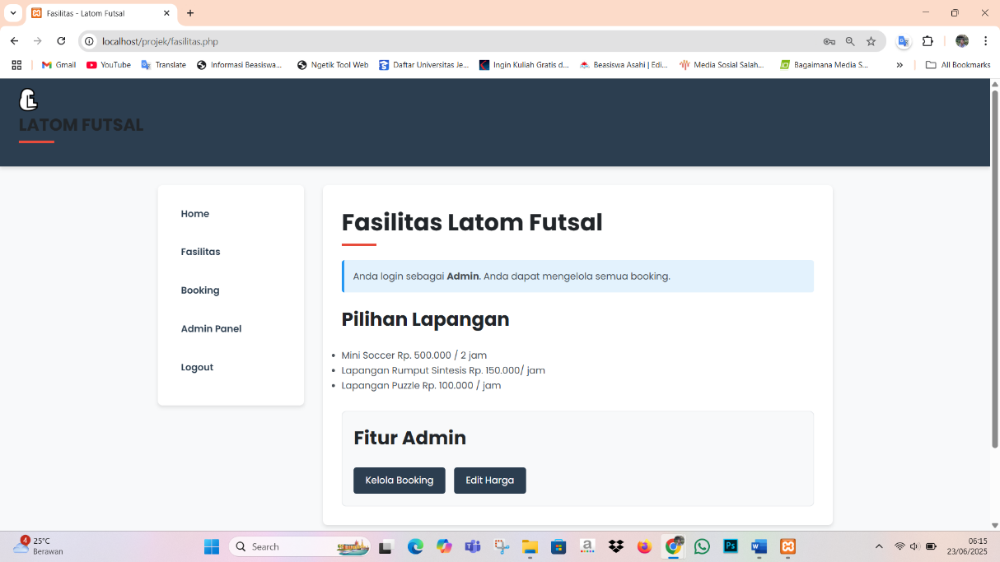 Fasilitas - Latom Futsal
localhost/projek/fasilitas.php
Gmail
YouTube
Translate
Informasi Beasiswa...
Ngetik Tool Web
Daftar Universitas Je...
Ingin Kuliah Gratis d...
Beasiswa Asahi | Edi...
Media Sosial Salah...
Bagaimana Media S...
»
All Bookmarks
LATOM FUTSAL
Home
Fasilitas
Booking
Admin Panel
Logout
Fasilitas Latom Futsal
Anda login sebagai Admin. Anda dapat mengelola semua booking.
Pilihan Lapangan
• Mini Soccer Rp. 500.000 / 2 jam
• Lapangan Rumput Sintesis Rp. 150.000/ jam
• Lapangan Puzzle Rp. 100.000 / jam
Fitur Admin
Kelola Booking
Edit Harga
4
25°C
Berawan
Search
06:15
23/06/2025